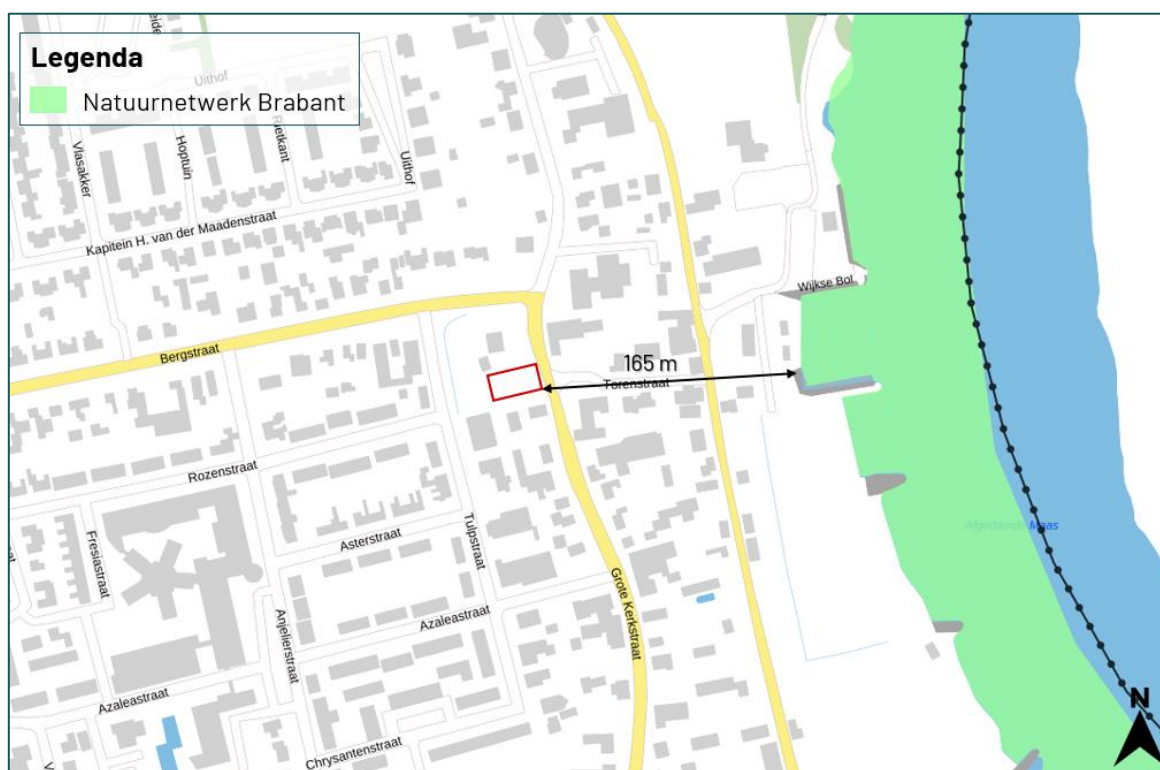 Legenda
Natuurnetwerk Brabant
Uithof
Vlasakker
Hoptuin
Rietkant
Uithof
Kapitein H. van der Maadenstraat
Wijkse Bol
Bergstraat
165 m
Torenstraat
Rozenstraat
Fresiastraat
Asterstraat
Tulpstraat
Afgedamde Maas
Grote Kerkstraat
Anjelierstraat
Azaleastraat
Azaleastraat
Chrysantenstraat
N